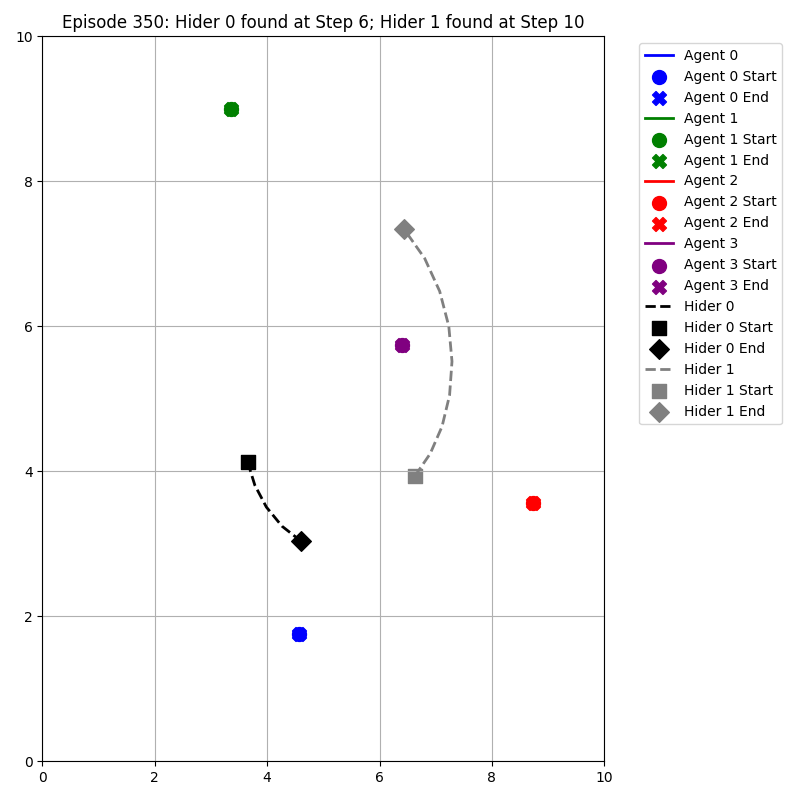 Episode 350: Hider 0 found at Step 6; Hider 1 found at Step 10
10
8
6
4
2
0
0 2 4 6 8 10
Agent 0
Agent 0 Start
Agent 0 End
Agent 1
Agent 1 Start
Agent 1 End
Agent 2
Agent 2 Start
Agent 2 End
Agent 3
Agent 3 Start
Agent 3 End
Hider 0
Hider 0 Start
Hider 0 End
Hider 1
Hider 1 Start
Hider 1 End